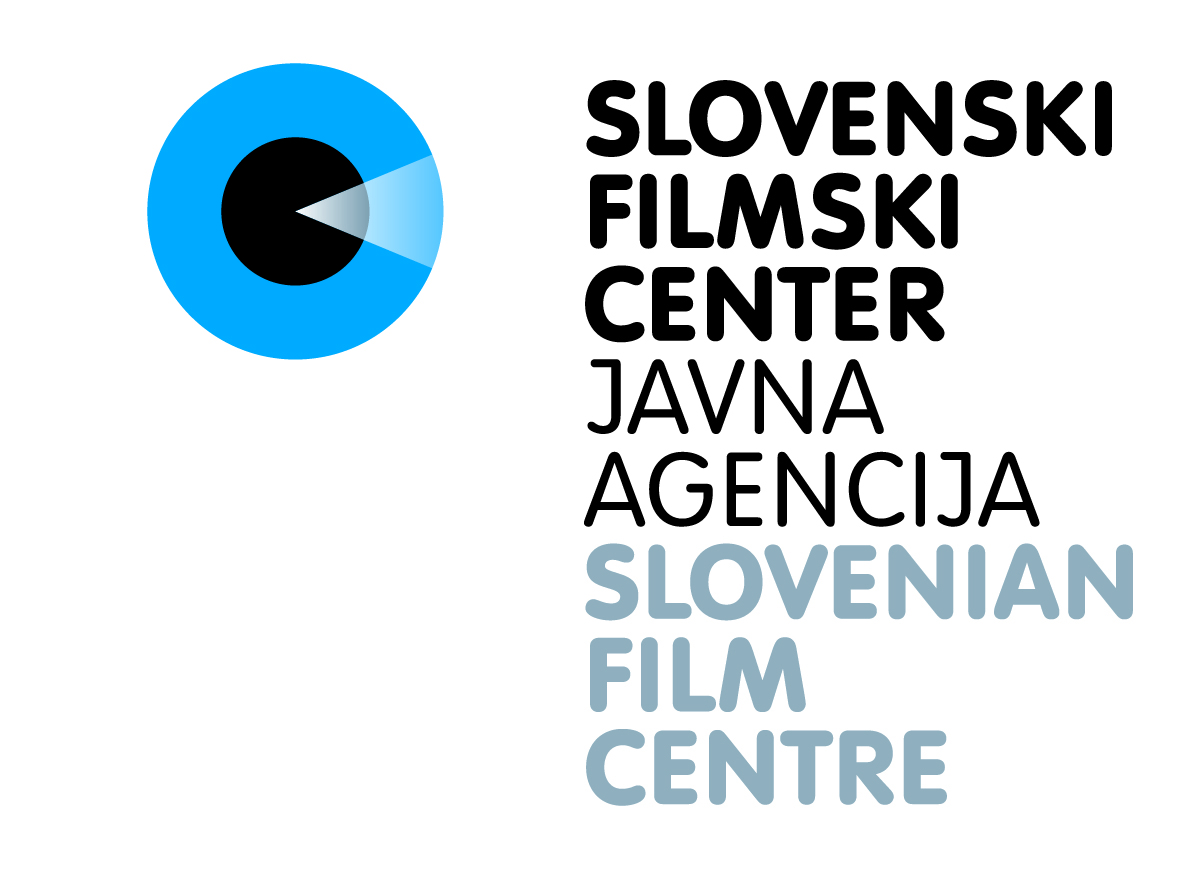 SLOVENSKI
FILMSKI
CENTER
JAVNA
AGENCIJA
SLOVENIAN
FILM
CENTRE